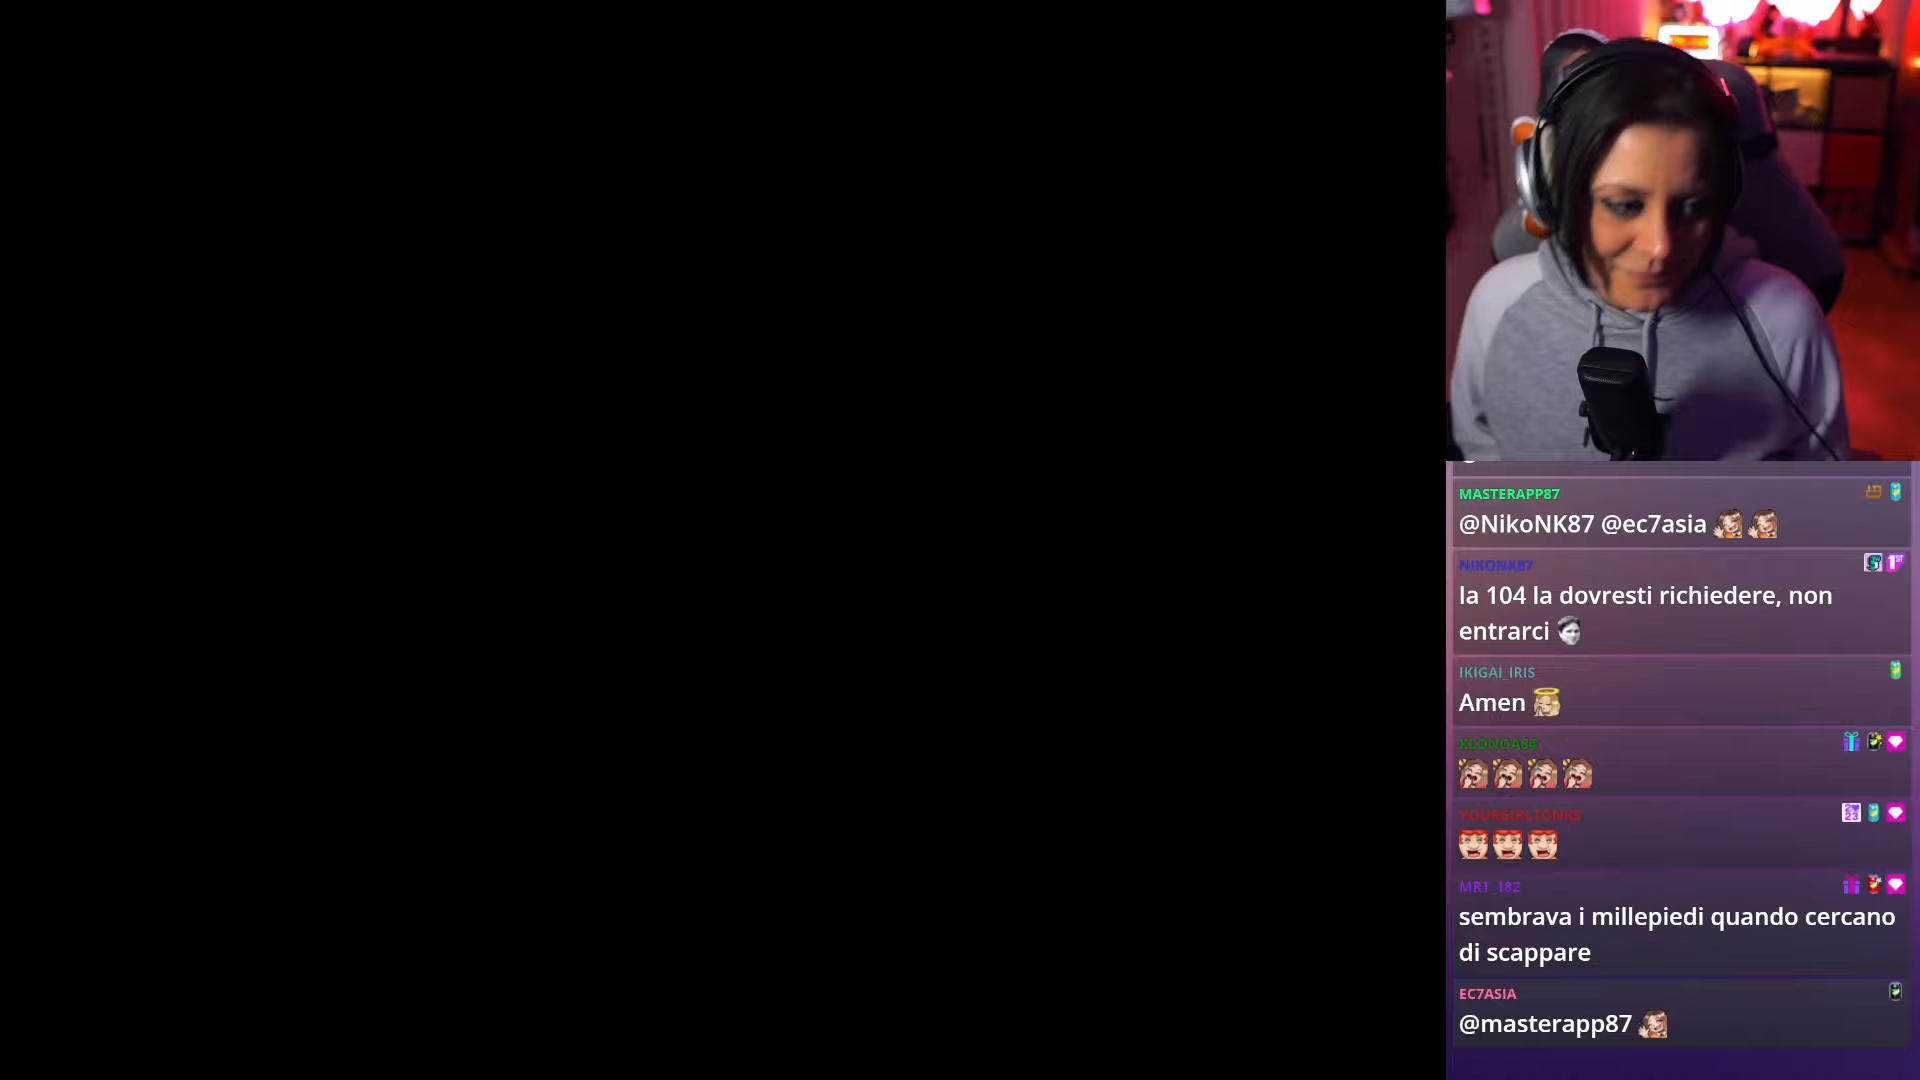 MASTERAPP87
@NikoNK87 @ec7asia
NIKONK87
la 104 la dovresti richiedere, non
entrarci
IKIGAI_IRIS
Amen
XLONGA84
YOURGIRLTONKS
MRT_182
sembrava i millepiedi quando cercano
di scappare
EC7ASIA
@masterapp87